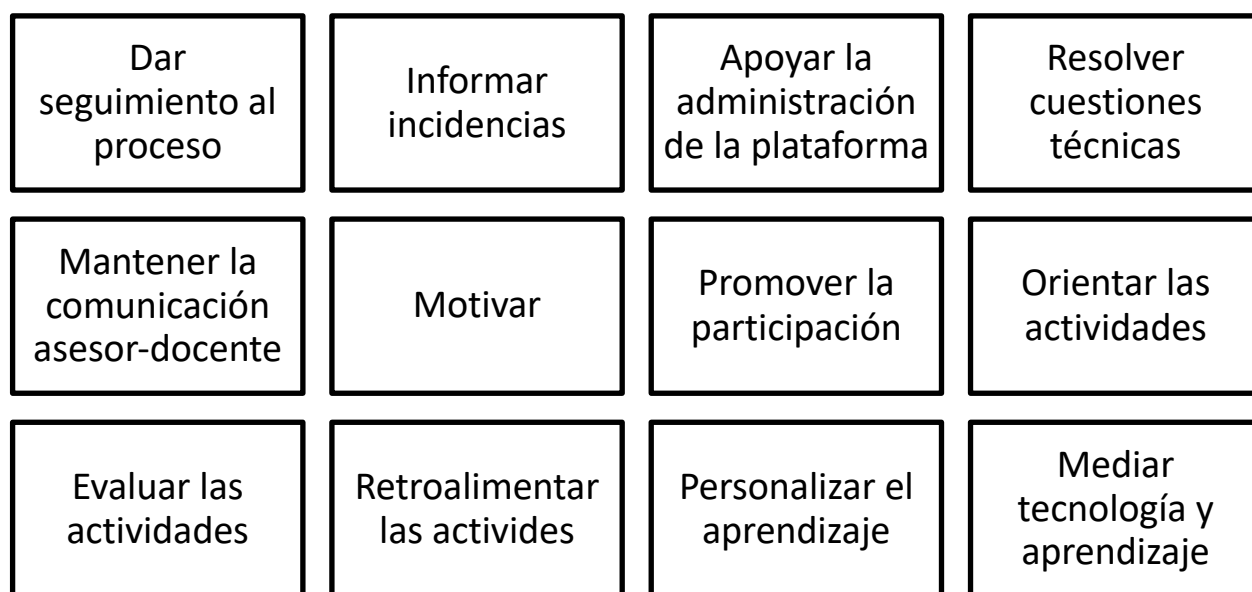 Dar
seguimiento al
proceso
Informar
incidencias
Apoyar la
administración
de la plataforma
Resolver
cuestiones
técnicas
Mantener la
comunicación
asesor-docente
Motivar
Promover la
participación
Orientar las
actividades
Evaluar las
actividades
Retroalimentar
las activides
Personalizar el
aprendizaje
Mediar
tecnología y
aprendizaje